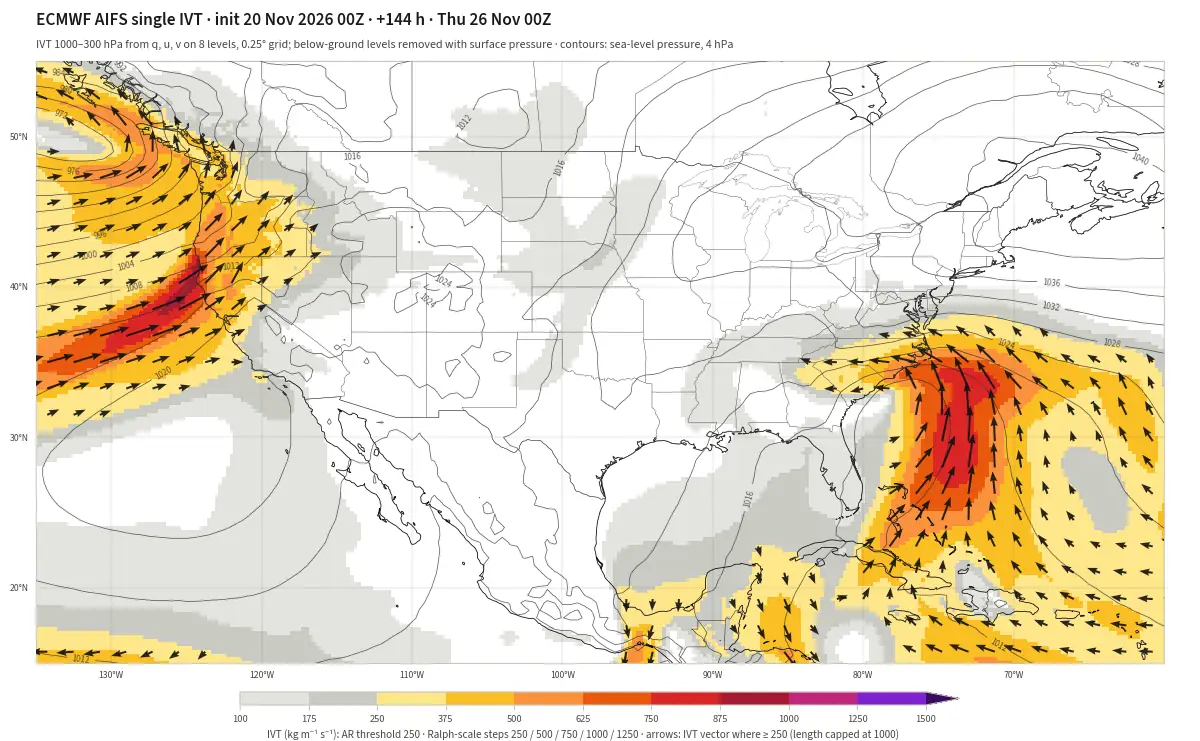 ECMWF AIFS single IVT · init 20 Nov 2026 00Z · +144 h · Thu 26 Nov 00Z
IVT 1000–300 hPa from q, u, v on 8 levels, 0.25° grid; below-ground levels removed with surface pressure · contours: sea-level pressure, 4 hPa
992
972
50°N
1012
1016
1040
976
996
1000
1004
1008
1012
1024
1024
40°N
1036
1032
1024
1028
1020
30°N
1016
20°N
1012
130°W
120°W
110°W
100°W
90°W
80°W
70°W
100
175
250
375
500
625
750
875
1000
1250
1500
IVT (kg m⁻¹ s⁻¹): AR threshold 250 · Ralph-scale steps 250 / 500 / 750 / 1000 / 1250 · arrows: IVT vector where ≥ 250 (length capped at 1000)